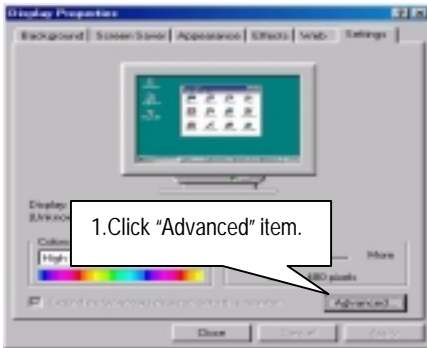 Display Properties
Background Screen Saver Appearance Effects Web Settings
Display
Colors
High
1.Click “Advanced” item.
More
480 pixels
Advanced...
Close Cancel Apply